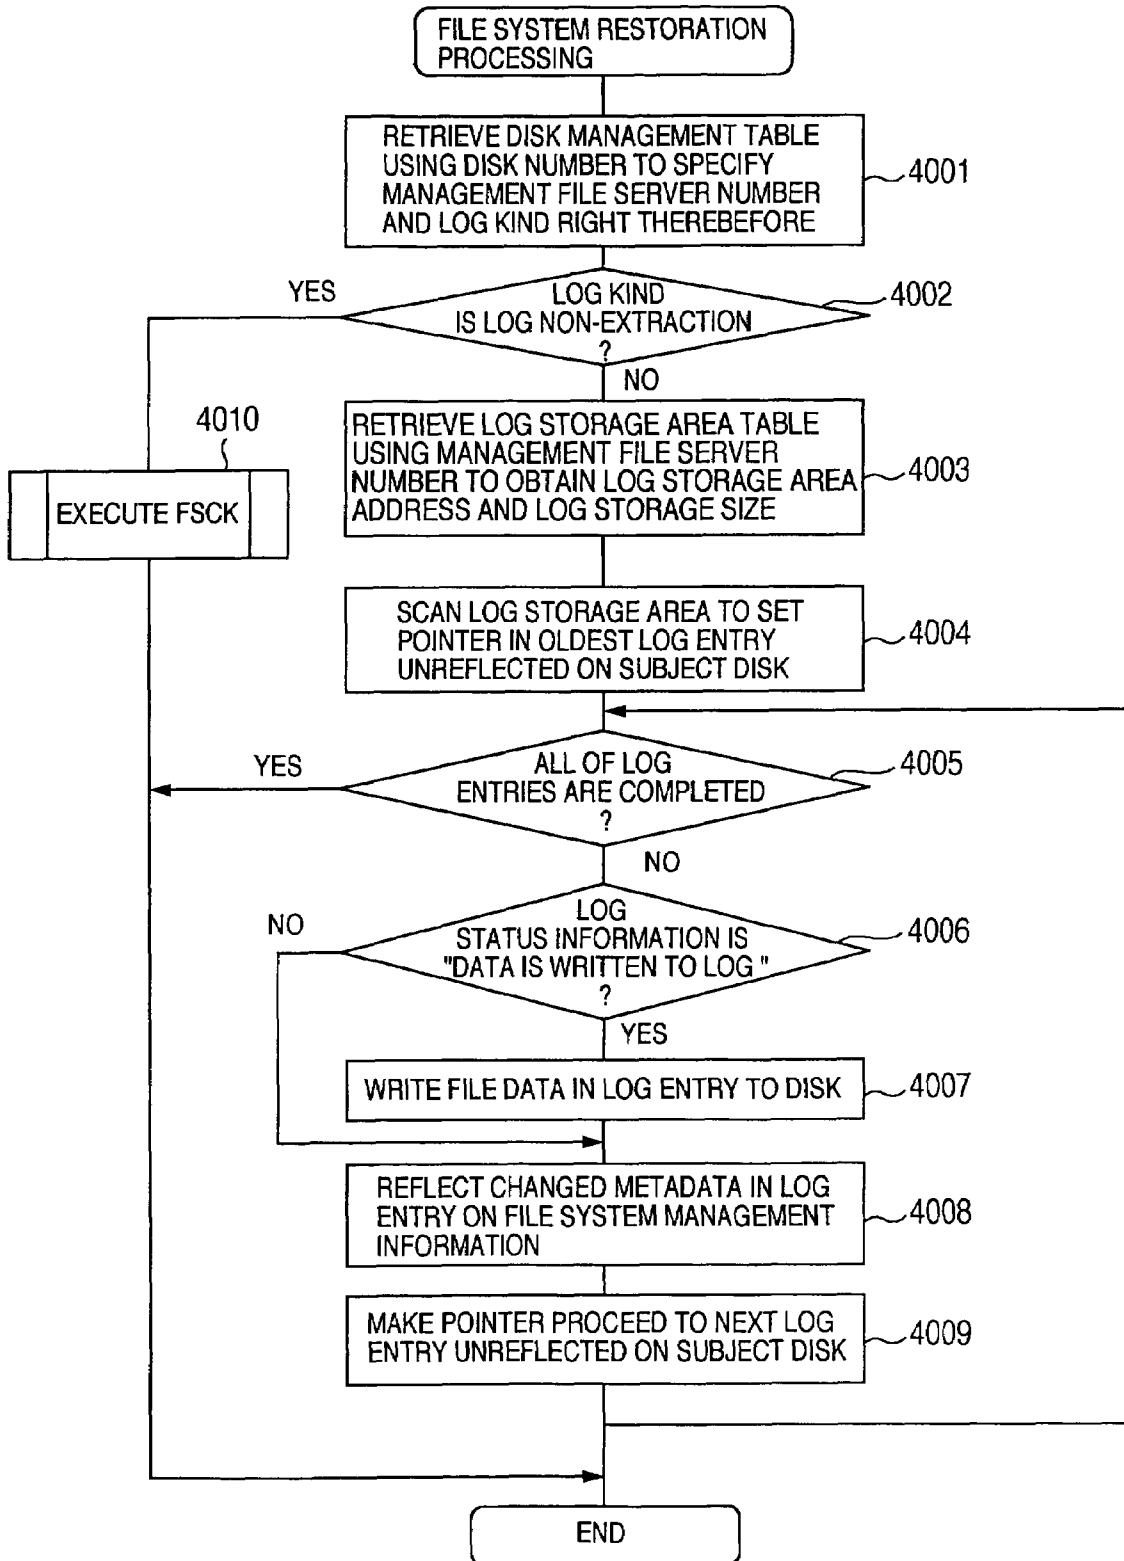 FILE SYSTEM RESTORATION
PROCESSING
RETRIEVE DISK MANAGEMENT TABLE
USING DISK NUMBER TO SPECIFY
MANAGEMENT FILE SERVER NUMBER
AND LOG KIND RIGHT THEREBEFORE
4001
YES
LOG KIND
IS LOG NON-EXTRACTION
?
4002
NO
4010
EXECUTE FSCK
RETRIEVE LOG STORAGE AREA TABLE
USING MANAGEMENT FILE SERVER
NUMBER TO OBTAIN LOG STORAGE AREA
ADDRESS AND LOG STORAGE SIZE
4003
SCAN LOG STORAGE AREA TO SET
POINTER IN OLDEST LOG ENTRY
UNREFLECTED ON SUBJECT DISK
4004
YES
ALL OF LOG
ENTRIES ARE COMPLETED
?
4005
NO
NO
LOG
STATUS INFORMATION IS
"DATA IS WRITTEN TO LOG "
?
4006
YES
WRITE FILE DATA IN LOG ENTRY TO DISK
4007
REFLECT CHANGED METADATA IN LOG
ENTRY ON FILE SYSTEM MANAGEMENT
INFORMATION
4008
MAKE POINTER PROCEED TO NEXT LOG
ENTRY UNREFLECTED ON SUBJECT DISK
4009
END